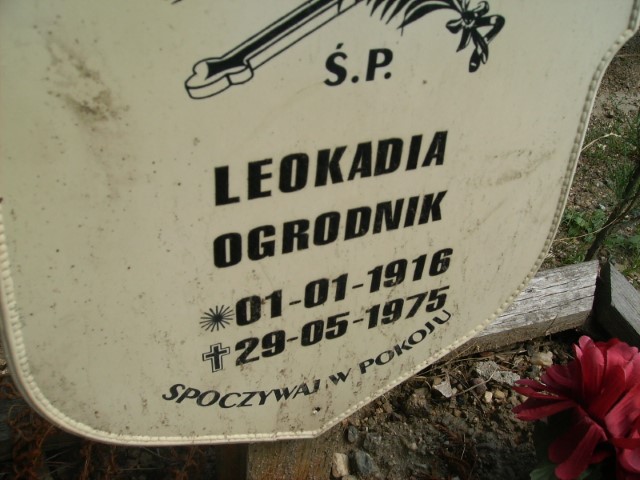 Ś.P.
LEOKADIA
OGRODNIK
01-01-1916
29-05-1975
SPOCZYWAJ W POKOJU